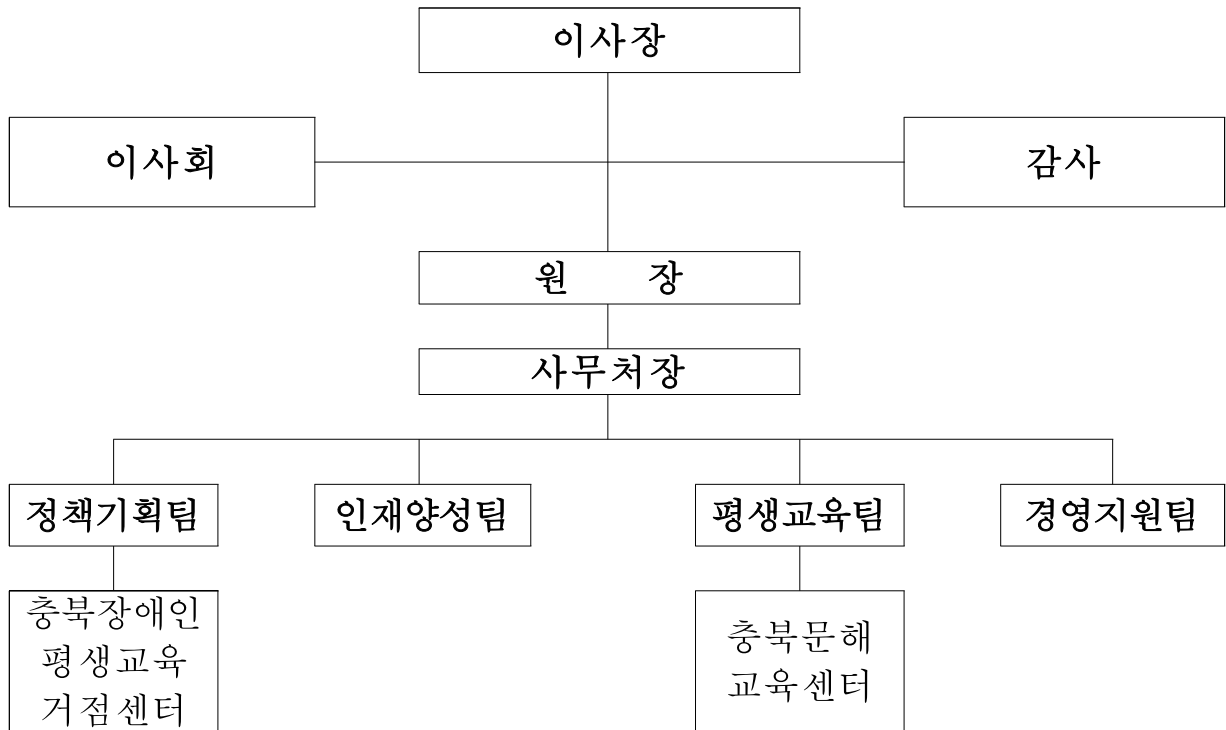 이사장
이사회
감사
원 장
사무처장
정책기획팀
인재양성팀
평생교육팀
경영지원팀
충북장애인
평생교육
거점센터
충북문해
교육센터